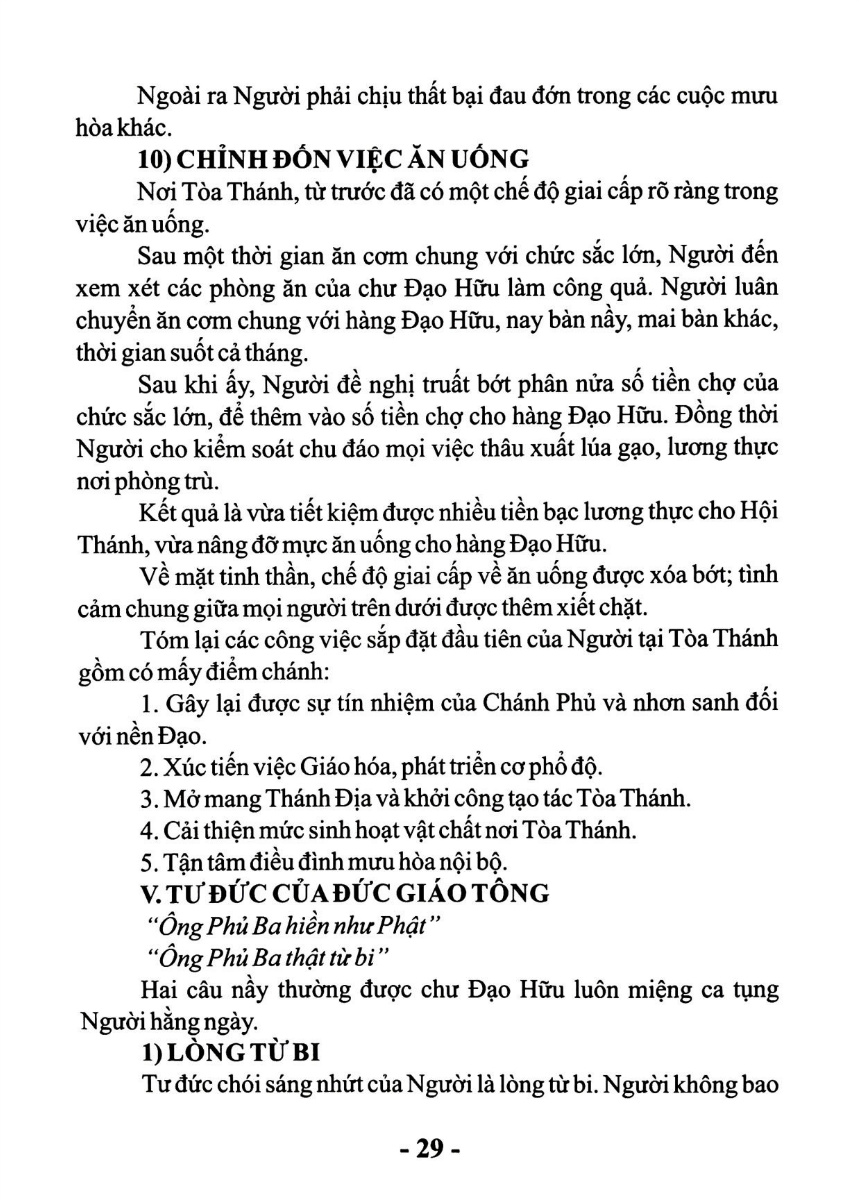 Ngoài ra Người phải chịu thất bại đau đớn trong các cuộc mưu
hòa khác.
10) CHỈNH ĐỐN VIỆC ĂN UỐNG
Nơi Tòa Thánh, từ trước đã có một chế độ giai cấp rõ ràng trong
việc ăn uống.
Sau một thời gian ăn cơm chung với chức sắc lớn, Người đến
xem xét các phòng ăn của chư Đạo Hữu làm công quả. Người luân
chuyển ăn cơm chung với hàng Đạo Hữu, nay bàn nầy, mai bàn khác,
thời gian suốt cả tháng.
Sau khi ấy, Người đề nghị truất bớt phân nửa số tiền chợ của
chức sắc lớn, để thêm vào số tiền chợ cho hàng Đạo Hữu. Đồng thời
Người cho kiểm soát chu đáo mọi việc thâu xuất lúa gạo, lương thực
nơi phòng trù.
Kết quả là vừa tiết kiệm được nhiều tiền bạc lương thực cho Hội
Thánh, vừa nâng đỡ mực ăn uống cho hàng Đạo Hữu.
Về mặt tinh thần, chế độ giai cấp về ăn uống được xóa bớt; tình
cảm chung giữa mọi người trên dưới được thêm xiết chặt.
Tóm lại các công việc sắp đặt đầu tiên của Người tại Tòa Thánh
gồm có mấy điểm chánh:
1. Gây lại được sự tín nhiệm của Chánh Phủ và nhơn sanh đối
với nền Đạo.
2. Xúc tiến việc Giáo hóa, phát triển cơ phổ độ.
3. Mở mang Thánh Địa và khởi công tạo tác Tòa Thánh.
4. Cải thiện mức sinh hoạt vật chất nơi Tòa Thánh.
5. Tận tâm điều đình mưu hòa nội bộ.
V. TƯ ĐỨC CỦA ĐỨC GIÁO TÔNG
“Ông Phủ Ba hiền như Phật”
“Ông Phủ Ba thật từ bi”
Hai câu nầy thường được chư Đạo Hữu luôn miệng ca tụng
Người hằng ngày.
1) LÒNG TỪ BI
Tư đức chói sáng nhứt của Người là lòng từ bi. Người không bao
- 29 -